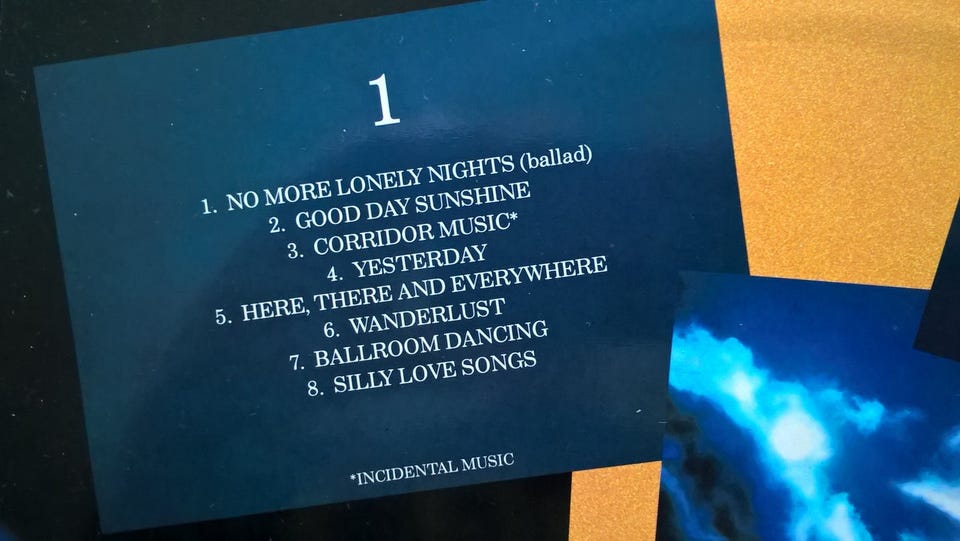 1
1. NO MORE LONELY NIGHTS (ballad)
2. GOOD DAY SUNSHINE
3. CORRIDOR MUSIC*
4. YESTERDAY
5. HERE, THERE AND EVERYWHERE
6. WANDERLUST
7. BALLROOM DANCING
8. SILLY LOVE SONGS
*INCIDENTAL MUSIC